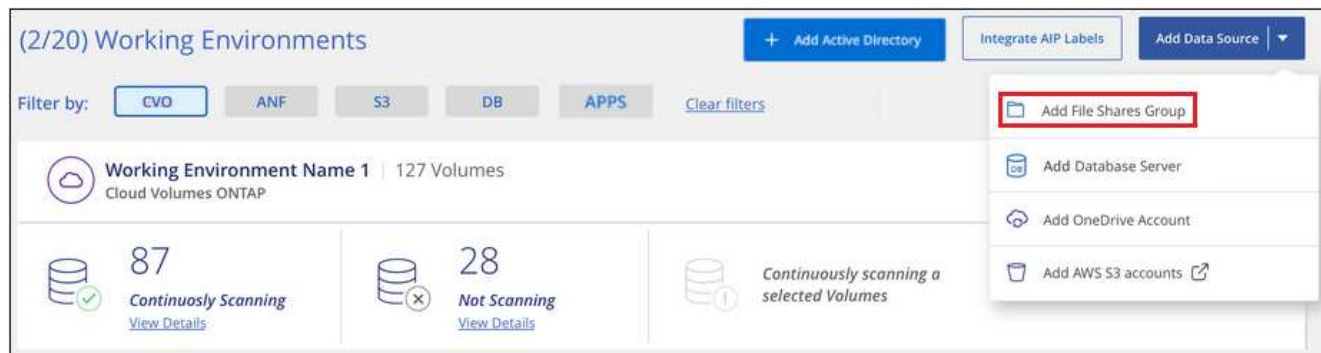 (2/20) Working Environments
+ Add Active Directory
Integrate AIP Labels
Add Data Source
Filter by:
CVO
ANF
S3
DB
APPS
Clear filters
Add File Shares Group
DB
Add Database Server
Add OneDrive Account
Add AWS S3 accounts
Working Environment Name 1 | 127 Volumes
Cloud Volumes ONTAP
87
Continuosly Scanning
View Details
28
Not Scanning
View Details
Continuously scanning a
selected Volumes